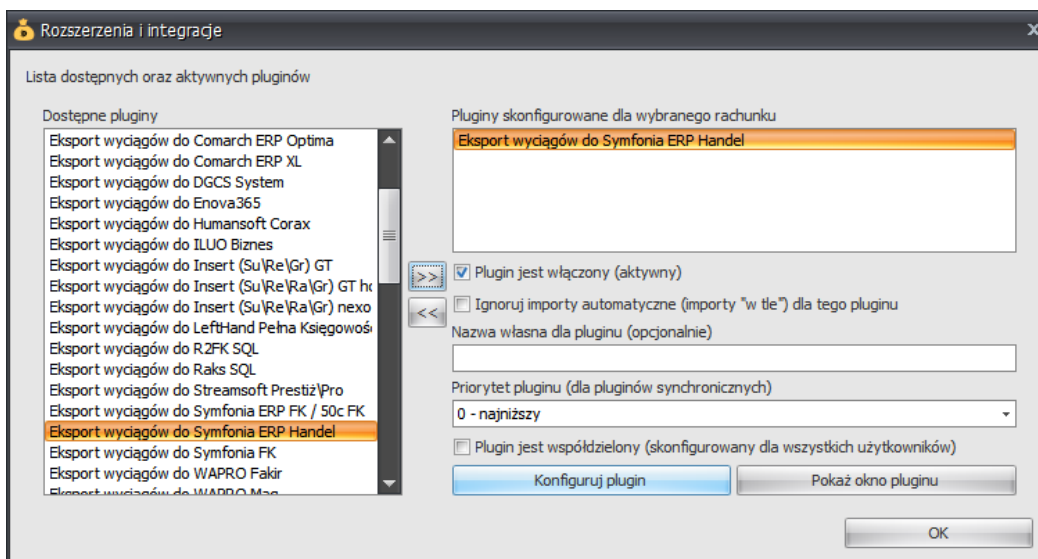 Rozszerzenia i integracje
x
Lista dostępnych oraz aktywnych pluginów
Dostępne pluginy
Eksport wyciągów do Comarch ERP Optima
Eksport wyciągów do Comarch ERP XL
Eksport wyciągów do DGCS System
Eksport wyciągów do Enova365
Eksport wyciągów do Humansoft Corax
Eksport wyciągów do ILUO Biznes
Eksport wyciągów do Insert (Su\Re\Gr) GT
Eksport wyciągów do Insert (Su\Re\Ra\Gr) GT ho
Eksport wyciągów do Insert (Su\Re\Ra\Gr) nexo
Eksport wyciągów do LeftHand Pełna Księgowość
Eksport wyciągów do R2FK SQL
Eksport wyciągów do Raks SQL
Eksport wyciągów do Streamsoft Prestiż\Pro
Eksport wyciągów do Symfonia ERP FK / 50c FK
Eksport wyciągów do Symfonia ERP Handel
Eksport wyciągów do Symfonia FK
Eksport wyciągów do WAPRO Fakir
Eksport wyciągów do WAPRO Mag
>>
<<
Pluginy skonfigurowane dla wybranego rachunku
Eksport wyciągów do Symfonia ERP Handel
Plugin jest włączony (aktywny)
Ignoruj importy automatyczne (importy "w tle") dla tego pluginu
Nazwa własna dla pluginu (opcjonalnie)
Priorytet pluginu (dla pluginów synchronicznych)
0 - najniższy
Plugin jest współdzielony (skonfigurowany dla wszystkich użytkowników)
Konfiguruj plugin
Pokaż okno pluginu
OK